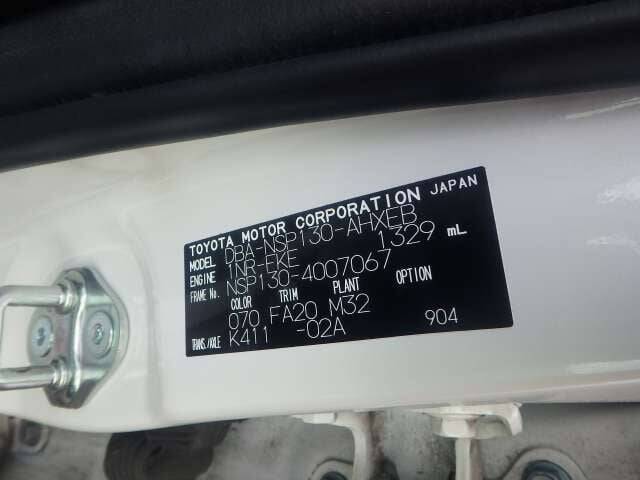 TOYOTA MOTOR CORPORATION JAPAN
MODEL DBA-NSP130-AHXEB
ENGINE 1NR-FKE 1329 mL
FRAME No. NSP130-4007067
COLOR TRIM PLANT OPTION
070 FA20 M32
TRANS./AXLE K411 -02A 904